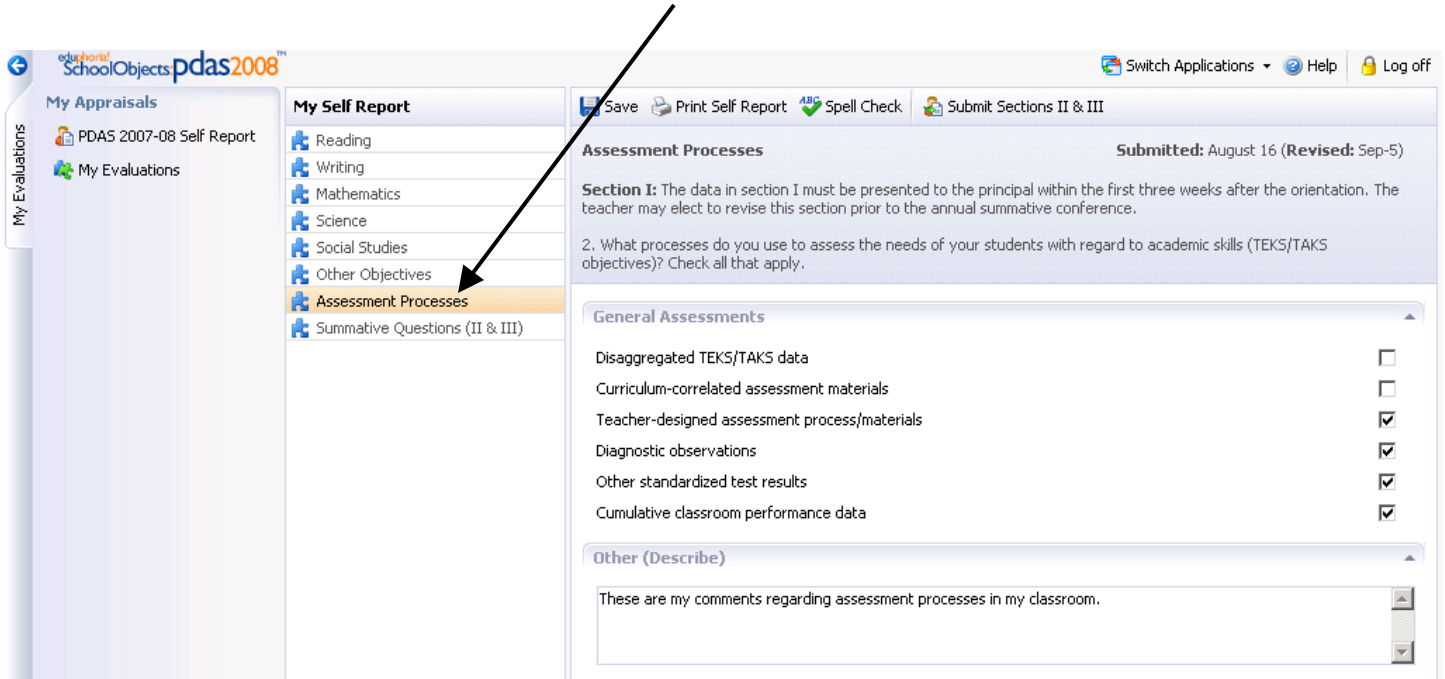 eduphoria!
SchoolObjects:pdas2008™
Switch Applications
Help
Log off
My Evaluations
My Appraisals
PDAS 2007-08 Self Report
My Evaluations
My Self Report
Reading
Writing
Mathematics
Science
Social Studies
Other Objectives
Assessment Processes
Summative Questions (II & III)
Save
Print Self Report
ABC
Spell Check
Submit Sections II & III
Assessment Processes
Submitted: August 16 (Revised: Sep-5)
Section I: The data in section I must be presented to the principal within the first three weeks after the orientation. The
teacher may elect to revise this section prior to the annual summative conference.
2. What processes do you use to assess the needs of your students with regard to academic skills (TEKS/TAKS
objectives)? Check all that apply.
General Assessments
Disaggregated TEKS/TAKS data
Curriculum-correlated assessment materials
Teacher-designed assessment process/materials
Diagnostic observations
Other standardized test results
Cumulative classroom performance data
Other (Describe)
These are my comments regarding assessment processes in my classroom.